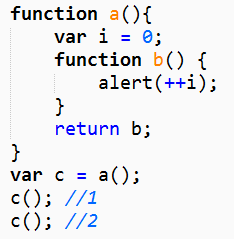 function a(){
    var i = 0;
    function b() {
        alert(++i);
    }
    return b;
}
var c = a();
c(); //1
c(); //2